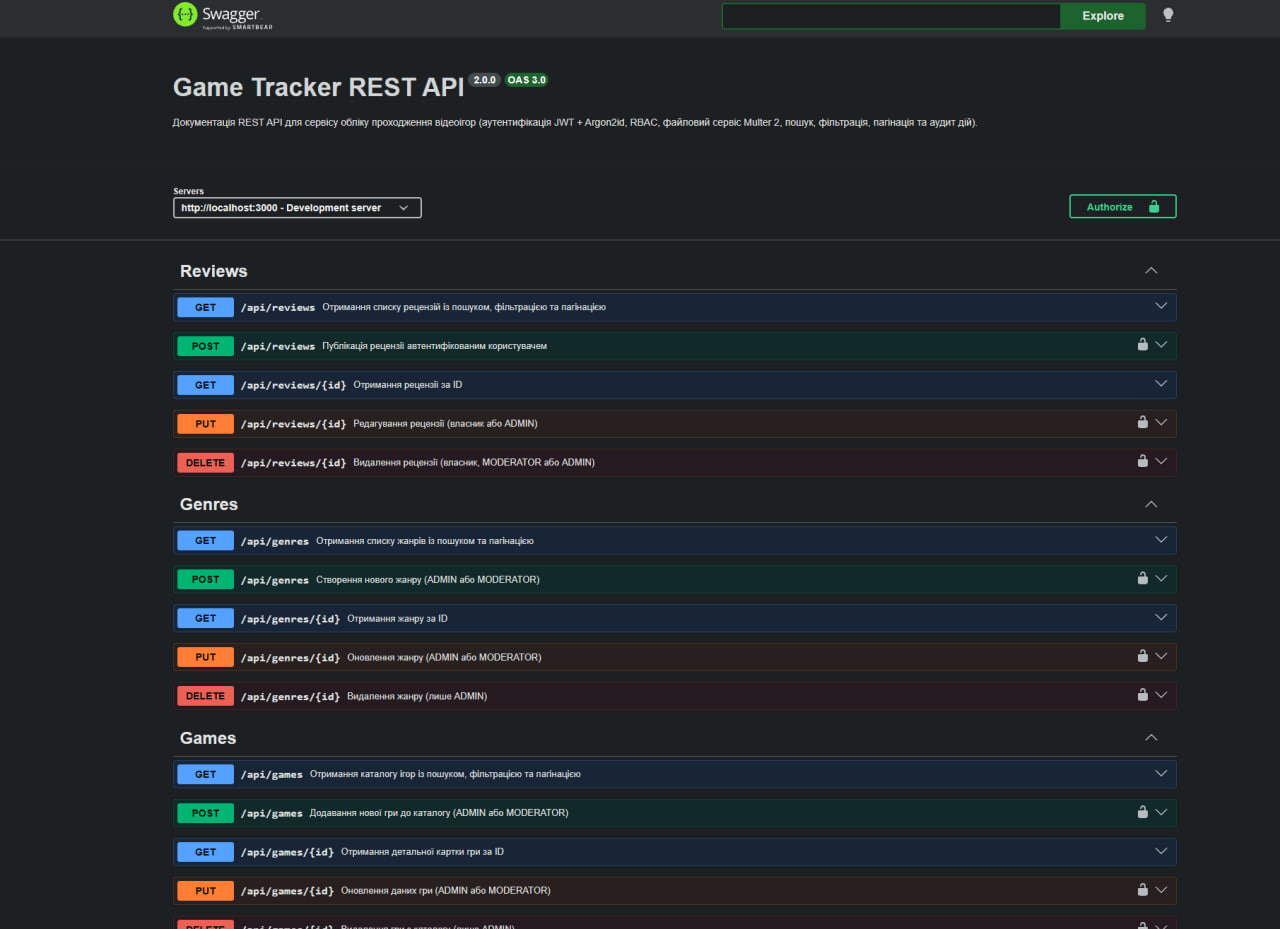 Swagger.
Supported by SMARTBEAR
Explore
Game Tracker REST API 2.0.0 OAS 3.0
Документація REST API для сервісу обліку проходження відеоігор (аутентифікація JWT + Argon2id, RBAC, файловий сервіс Multer 2, пошук, фільтрація, пагінація та аудит дій).
Servers
http://localhost:3000 - Development server
Authorize
Reviews
GET /api/reviews Отримання списку рецензій із пошуком, фільтрацією та пагінацією
POST /api/reviews Публікація рецензії автентифікованим користувачем
GET /api/reviews/{id} Отримання рецензії за ID
PUT /api/reviews/{id} Редагування рецензії (власник або ADMIN)
DELETE /api/reviews/{id} Видалення рецензії (власник, MODERATOR або ADMIN)
Genres
GET /api/genres Отримання списку жанрів із пошуком та пагінацією
POST /api/genres Створення нового жанру (ADMIN або MODERATOR)
GET /api/genres/{id} Отримання жанру за ID
PUT /api/genres/{id} Оновлення жанру (ADMIN або MODERATOR)
DELETE /api/genres/{id} Видалення жанру (лише ADMIN)
Games
GET /api/games Отримання каталогу ігор із пошуком, фільтрацією та пагінацією
POST /api/games Додавання нової гри до каталогу (ADMIN або MODERATOR)
GET /api/games/{id} Отримання детальної картки гри за ID
PUT /api/games/{id} Оновлення даних гри (ADMIN або MODERATOR)
DELETE /api/games/{id} Видалення гри з каталогу (лише ADMIN)